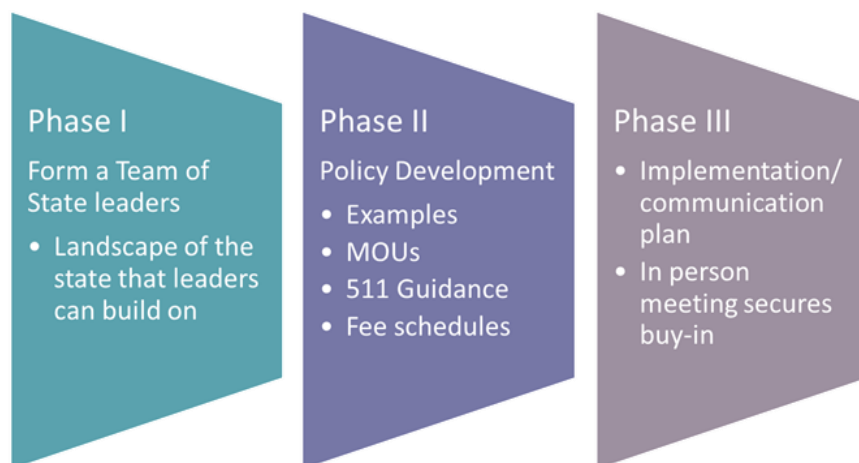 Phase I
Form a Team of
State leaders
• Landscape of the
state that leaders
can build on
Phase II
Policy Development
• Examples
• MOUs
• 511 Guidance
• Fee schedules
Phase III
• Implementation/
communication
plan
• In person
meeting secures
buy-in